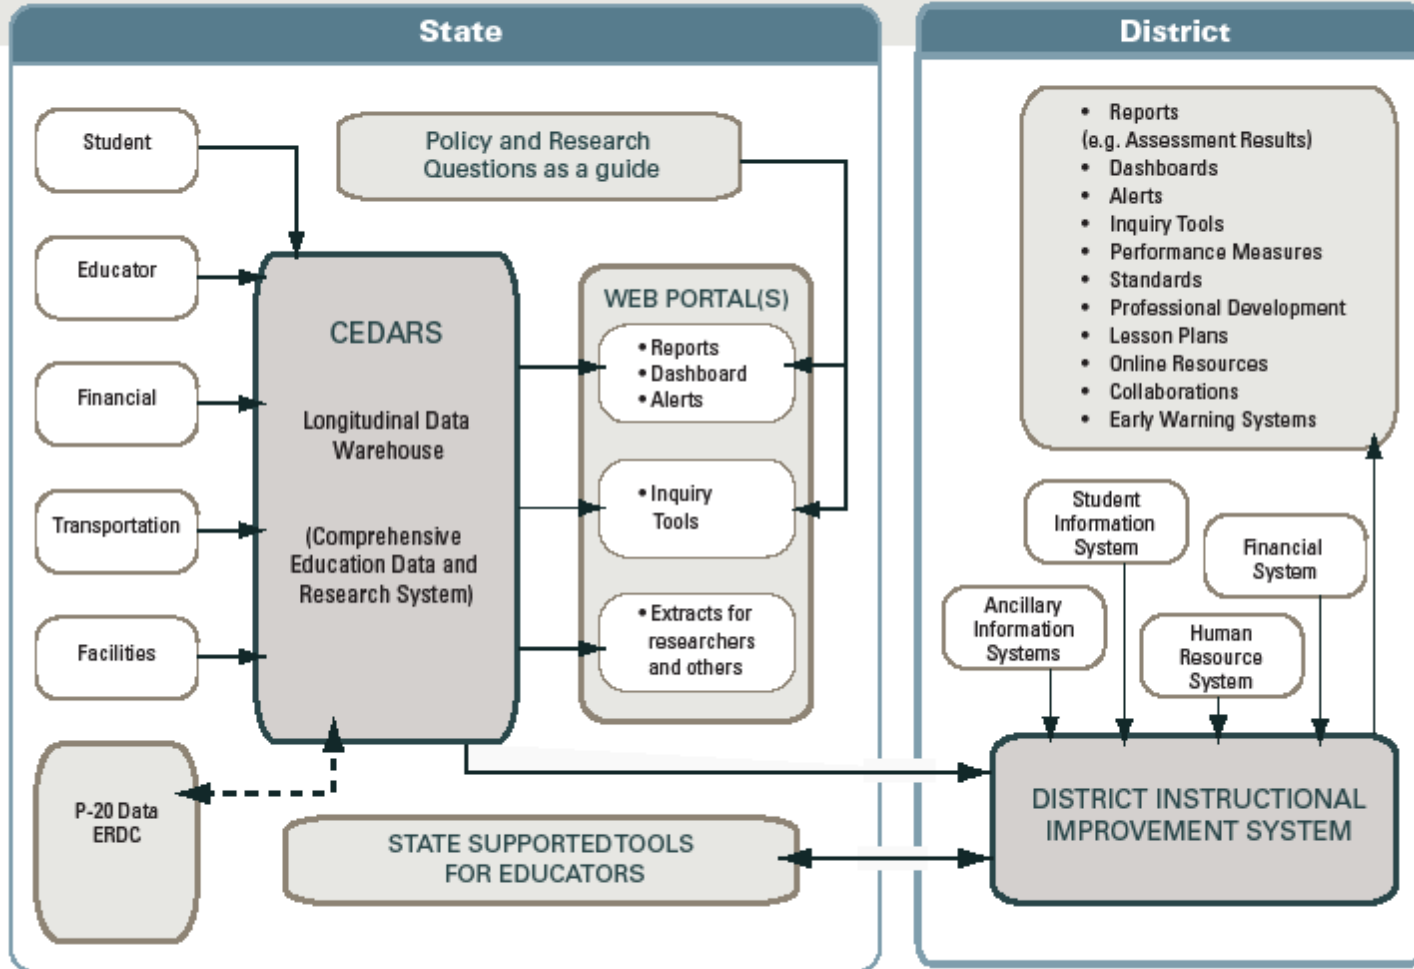 State
Student
Educator
Financial
Transportation
Facilities
P-20 Data
ERDC
Policy and Research
Questions as a guide
CEDARS
Longitudinal Data
Warehouse
(Comprehensive
Education Data and
Research System)
WEB PORTAL(S)
• Reports
• Dashboard
• Alerts
• Inquiry
Tools
• Extracts for
researchers
and others
STATE SUPPORTED TOOLS
FOR EDUCATORS
District
• Reports
(e.g. Assessment Results)
• Dashboards
• Alerts
• Inquiry Tools
• Performance Measures
• Standards
• Professional Development
• Lesson Plans
• Online Resources
• Collaborations
• Early Warning Systems
Student
Information
System
Financial
System
Ancillary
Information
Systems
Human
Resource
System
DISTRICT INSTRUCTIONAL
IMPROVEMENT SYSTEM